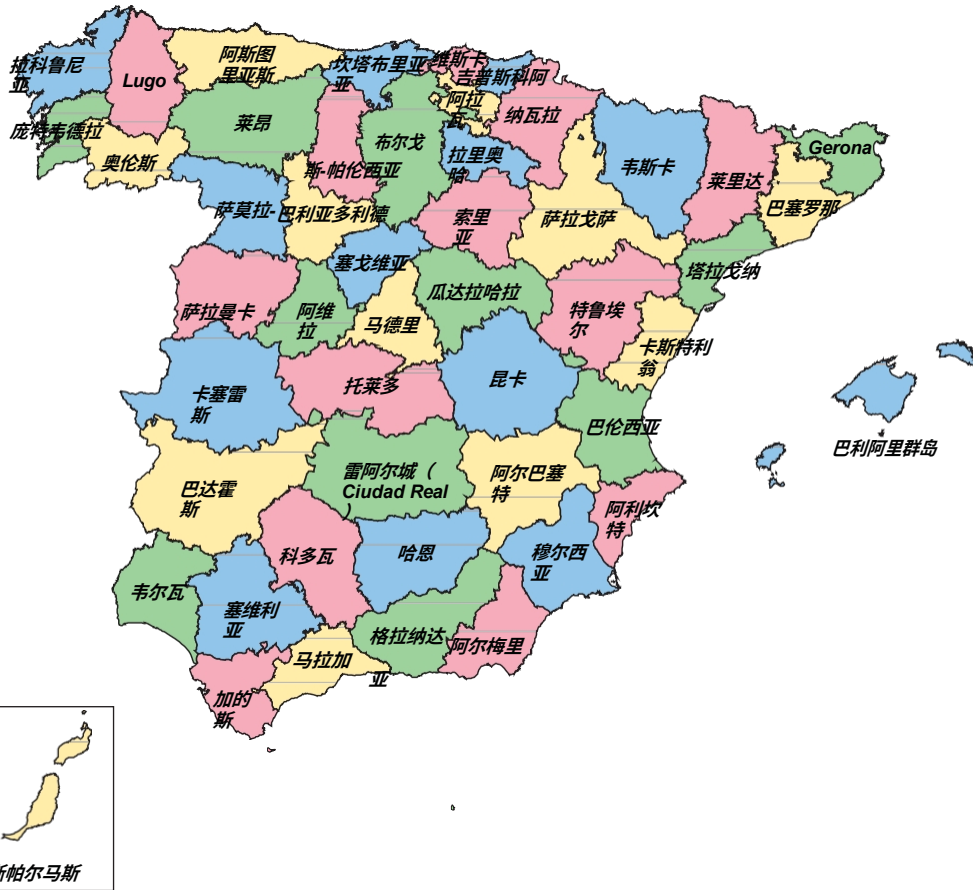 拉科鲁尼
亚
Lugo
阿斯图
里亚斯
坎塔布里亚
亚
维斯卡
吉普斯科阿
阿拉
瓦
纳瓦拉
庞特韦德拉
奥伦斯
莱昂
斯-帕伦西亚
布尔戈
拉里奥
哈
韦斯卡
莱里达
Gerona
巴塞罗那
萨莫拉-
巴利亚多利德
索里
亚
萨拉戈萨
塔拉戈纳
塞戈维亚
瓜达拉哈拉
萨拉曼卡
阿维
拉
马德里
特鲁埃
尔
卡斯特利
翁
卡塞雷
斯
托莱多
昆卡
巴伦西亚
巴利阿里群岛
巴达霍
斯
雷阿尔城（
Ciudad Real
）
阿尔巴塞
特
阿利坎
特
科多瓦
哈恩
穆尔西
亚
韦尔瓦
塞维利
亚
格拉纳达
阿尔梅里
亚
马拉加
加的
斯
斯帕尔马斯